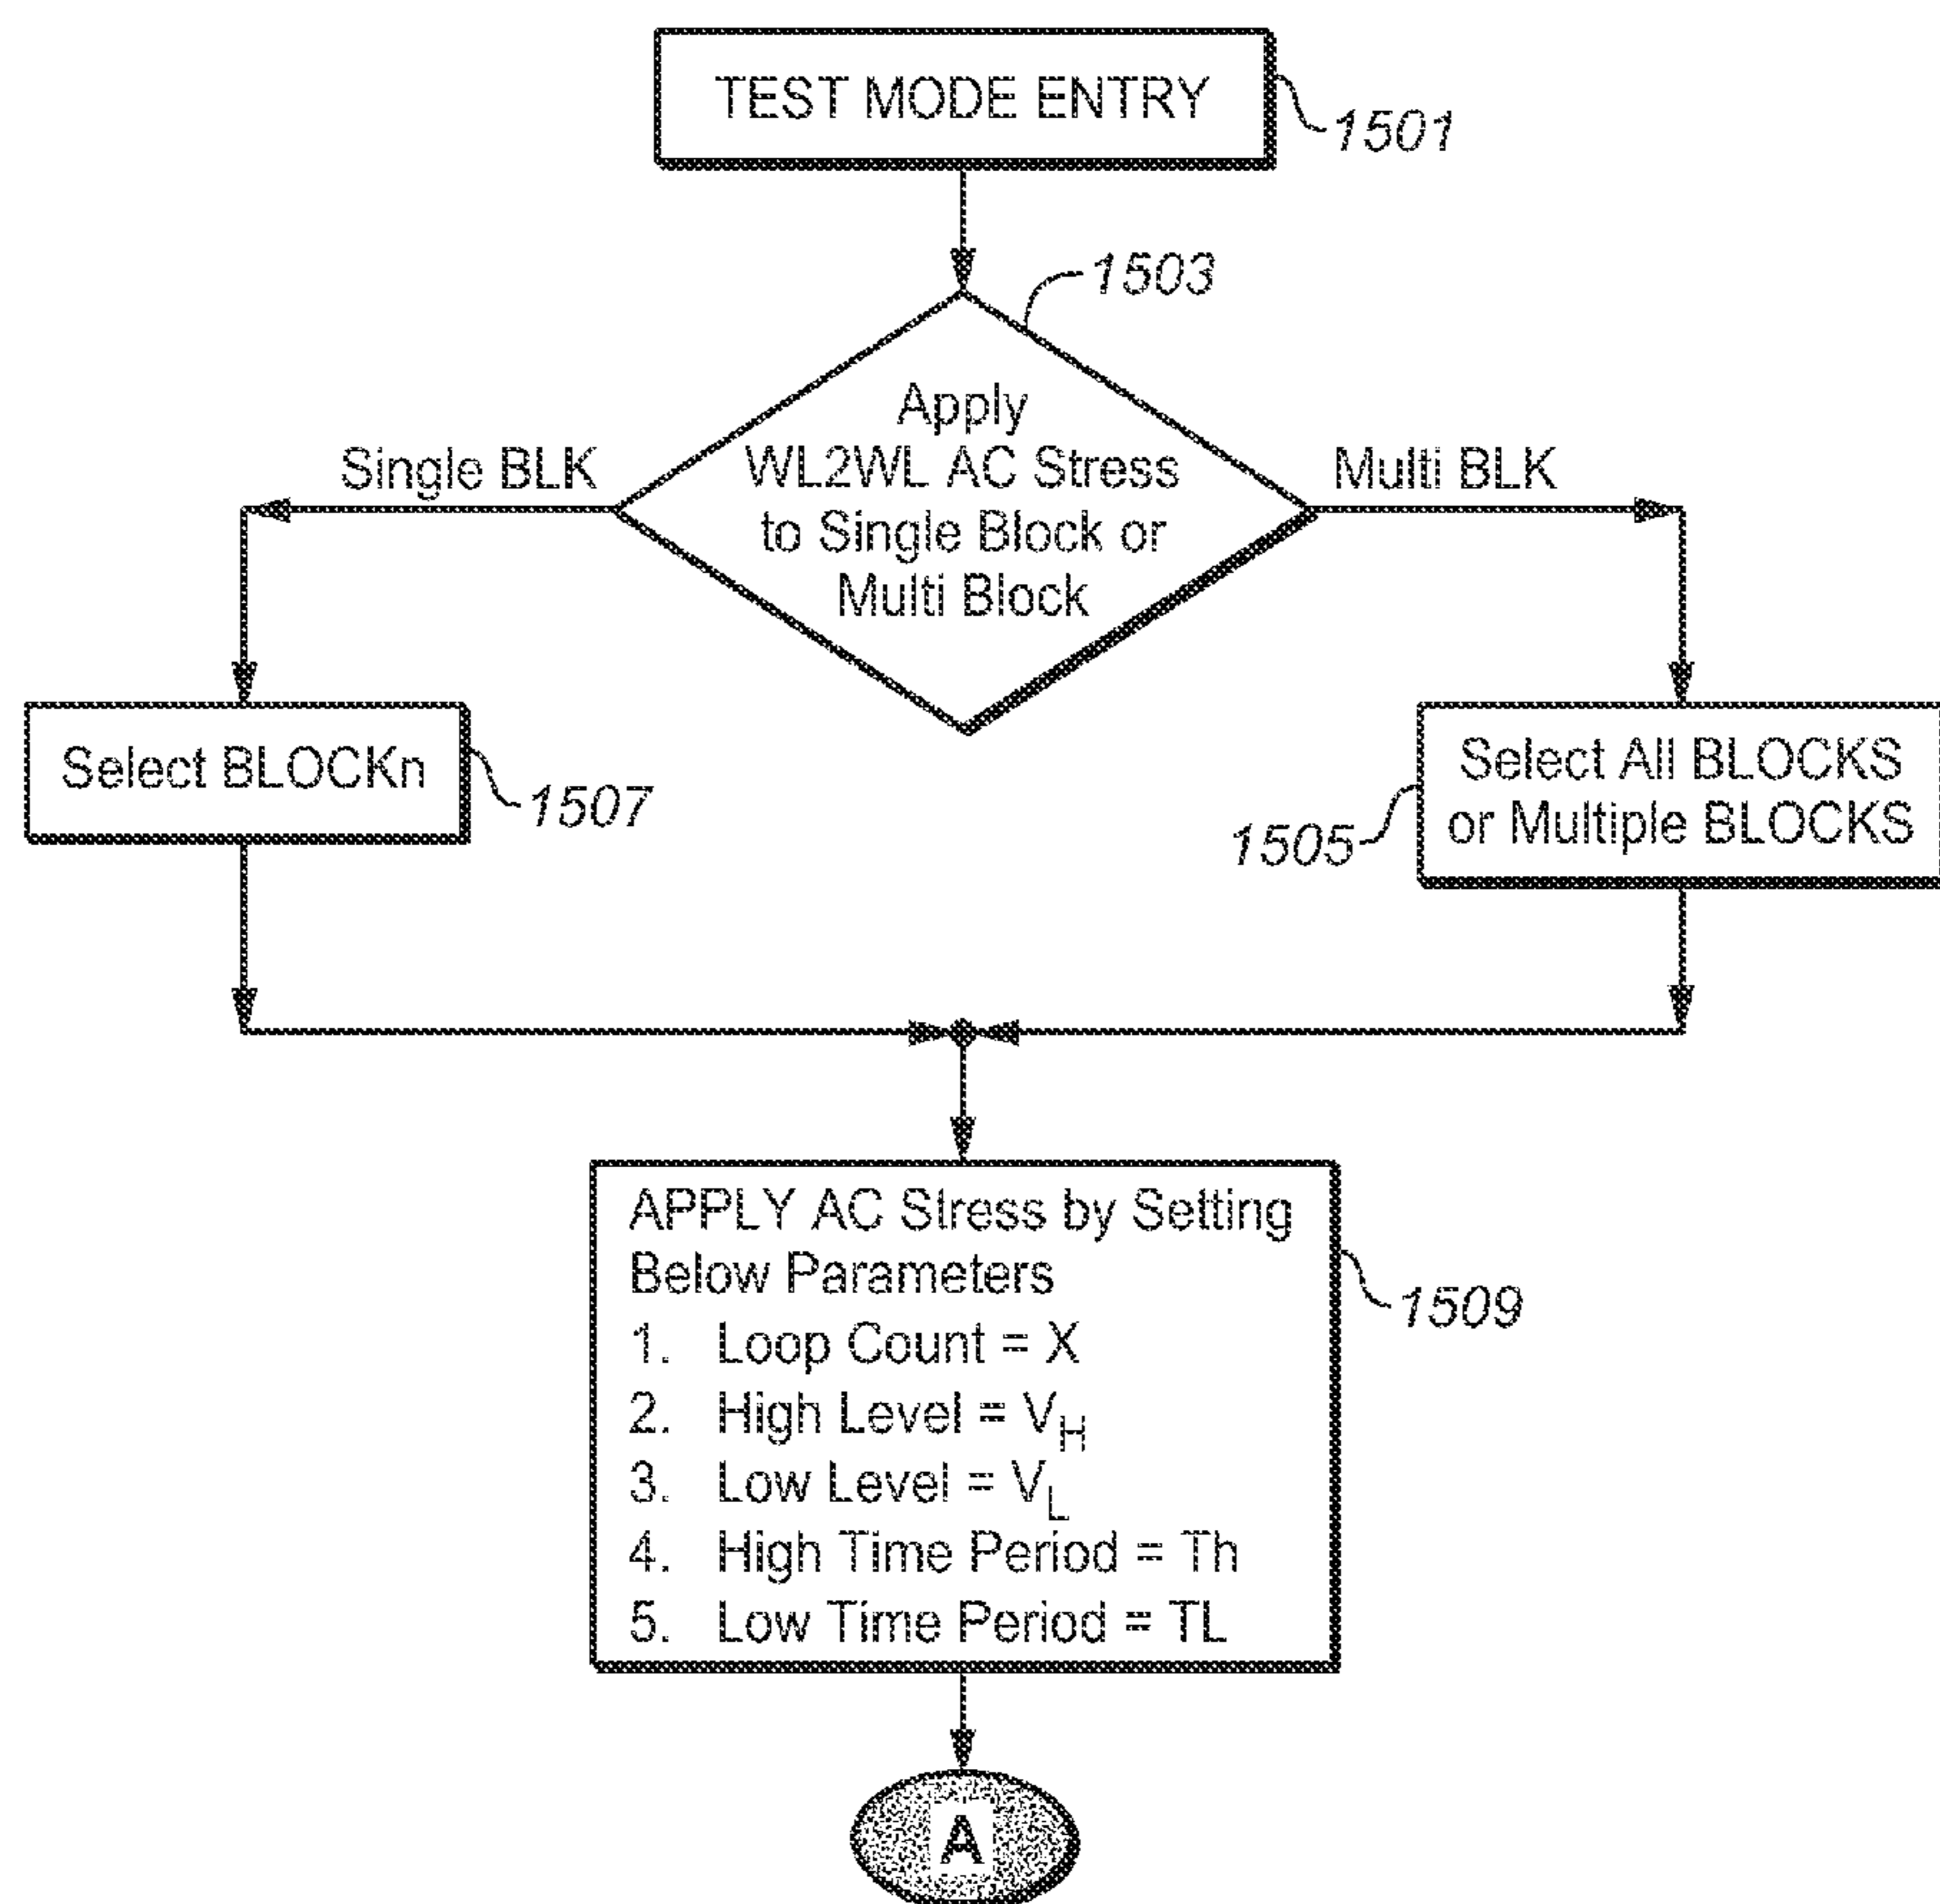 TEST MODE ENTRY
1501
1503
Apply
WL2WL AC Stress
to Single Block or
Multi Block
Single BLK
Multi BLK
Select BLOCKn
1507
Select All BLOCKS
or Multiple BLOCKS
1505
APPLY AC Stress by Setting
Below Parameters
1. Loop Count = X
2. High Level = V_H
3. Low Level = V_L
4. High Time Period = Th
5. Low Time Period = TL
1509
A